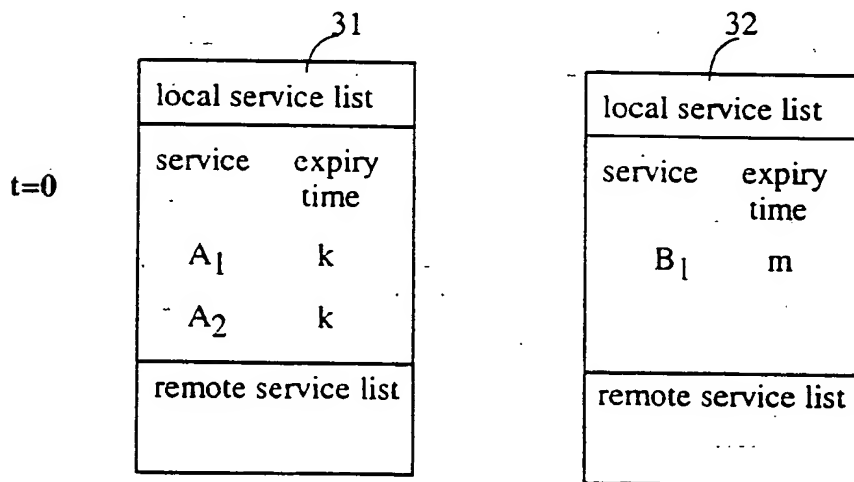 31
local service list
t=0
service expiry
time
A1 k
A2 k
remote service list
32
local service list
service expiry
time
B1 m
remote service list